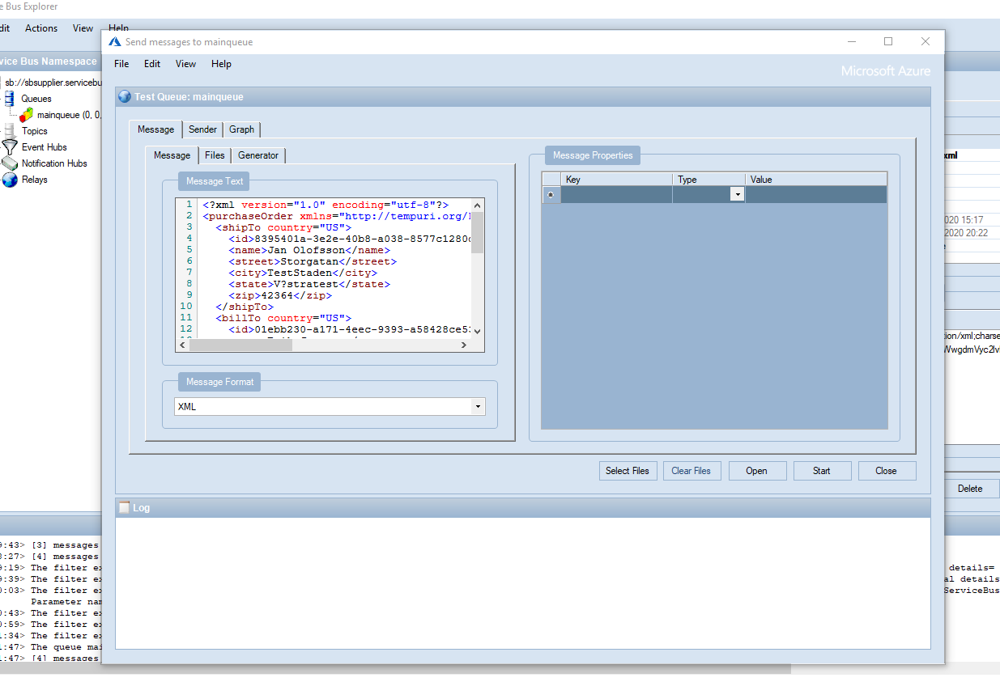 e Bus Explorer
dit Actions View Help
Send messages to mainqueue
File Edit View Help
Microsoft Azure
vice Bus Namespace
sb://sbsupplier.servicebu
Queues
mainqueue (0, 0,
Topics
Event Hubs
Notification Hubs
Relays
Test Queue: mainqueue
Message Sender Graph
Message Files Generator
Message Text
1 <?xml version="1.0" encoding="utf-8"?>
2 <purchaseOrder xmlns="http://tempuri.org/
3 <shipTo country="US">
4 <id>8395401a-3e2e-40b8-a038-8577c1280
5 <name>Jan Olofsson</name>
6 <street>Storgatan</street>
7 <city>TestStaden</city>
8 <state>V?stratest</state>
9 <zip>42364</zip>
10 </shipTo>
11 <billTo country="US">
12 <id>01ebb230-a171-4eec-9393-a58428ce53
Message Format
XML
Message Properties
Key Type Value
Select Files Clear Files Open Start Close
Log
xml
020 15:17
2020 20:22
ion/xml;charse
WwgdmVyc2lvi
Delete
9:43> [3] messages
3:27> [4] messages
9:19> The filter ex
details=
9:39> The filter ex
al details
0:03> The filter ex
ServiceBus
Parameter nam
0:43> The filter ex
0:59> The filter ex
1:34> The filter ex
1:47> The queue mai
1:47> [4] messages